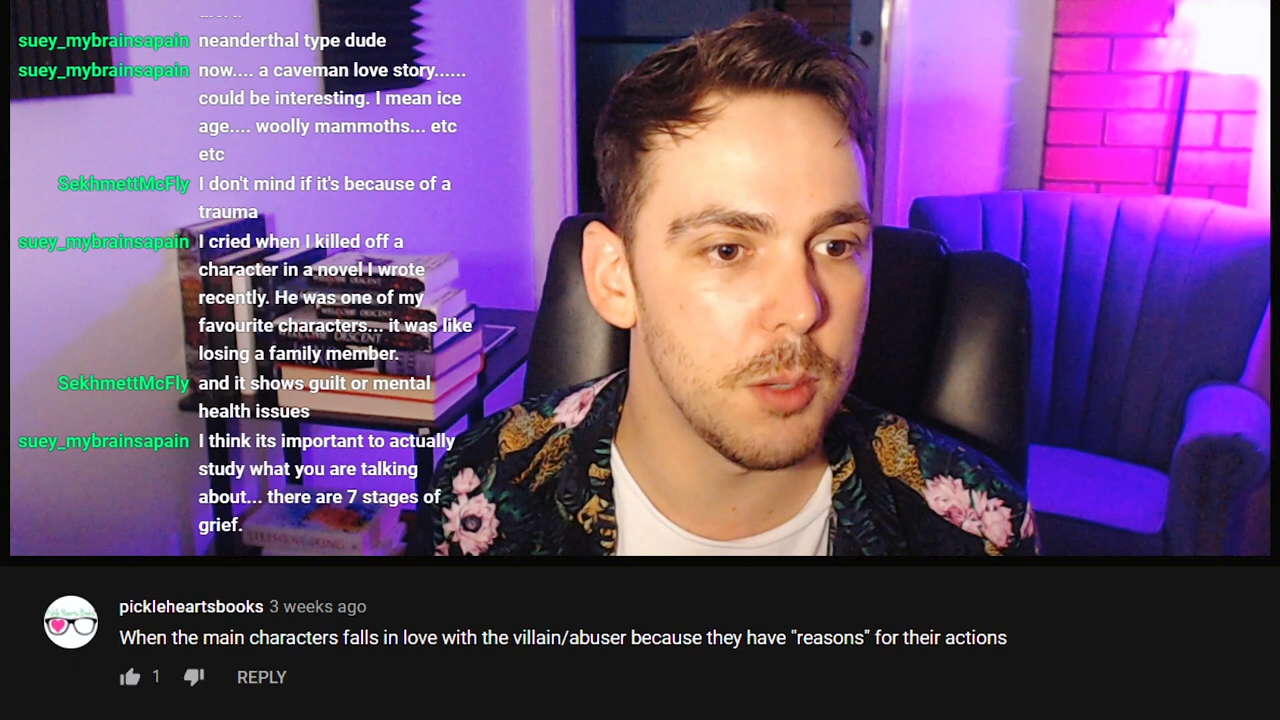 suey_mybrainsapain neanderthal type dude
suey_mybrainsapain now.... a caveman love story......
could be interesting. I mean ice
age.... woolly mammoths... etc
etc
SekhmettMcFly I don't mind if it's because of a
trauma
suey_mybrainsapain I cried when I killed off a
character in a novel I wrote
recently. He was one of my
favourite characters... it was like
losing a family member.
SekhmettMcFly and it shows guilt or mental
health issues
suey_mybrainsapain I think its important to actually
study what you are talking
about... there are 7 stages of
grief.
DESCENT
DESCENT
STEPHEN KING
pickleheartsbooks 3 weeks ago
When the main characters falls in love with the villain/abuser because they have "reasons" for their actions
1 REPLY